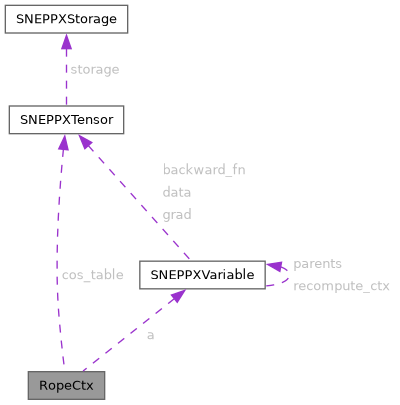 SNEPPXStorage
storage
SNEPPXTensor
backward_fn
data
grad
SNEPPXVariable
parents
recompute_ctx
cos_table
a
RopeCtx